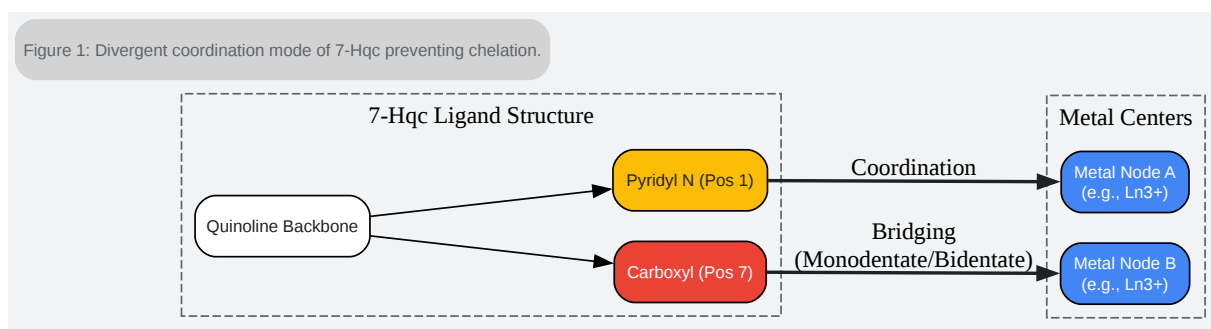 Figure 1: Divergent coordination mode of 7-Hqc preventing chelation.
7-Hqc Ligand Structure
Metal Centers
Quinoline Backbone
Pyridyl N (Pos 1)
Coordination
Metal Node A
(e.g., Ln3+)
Carboxyl (Pos 7)
Bridging
(Monodentate/Bidentate)
Metal Node B
(e.g., Ln3+)